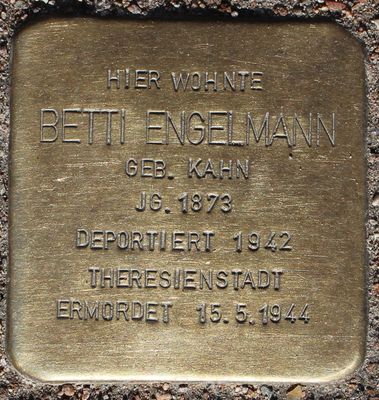 HIER WOHNTE
BETTI ENGELMANN
GEB. KAHN
JG. 1873
DEPORTIERT 1942
THERESIENSTADT
ERMORDET 15.5.1944